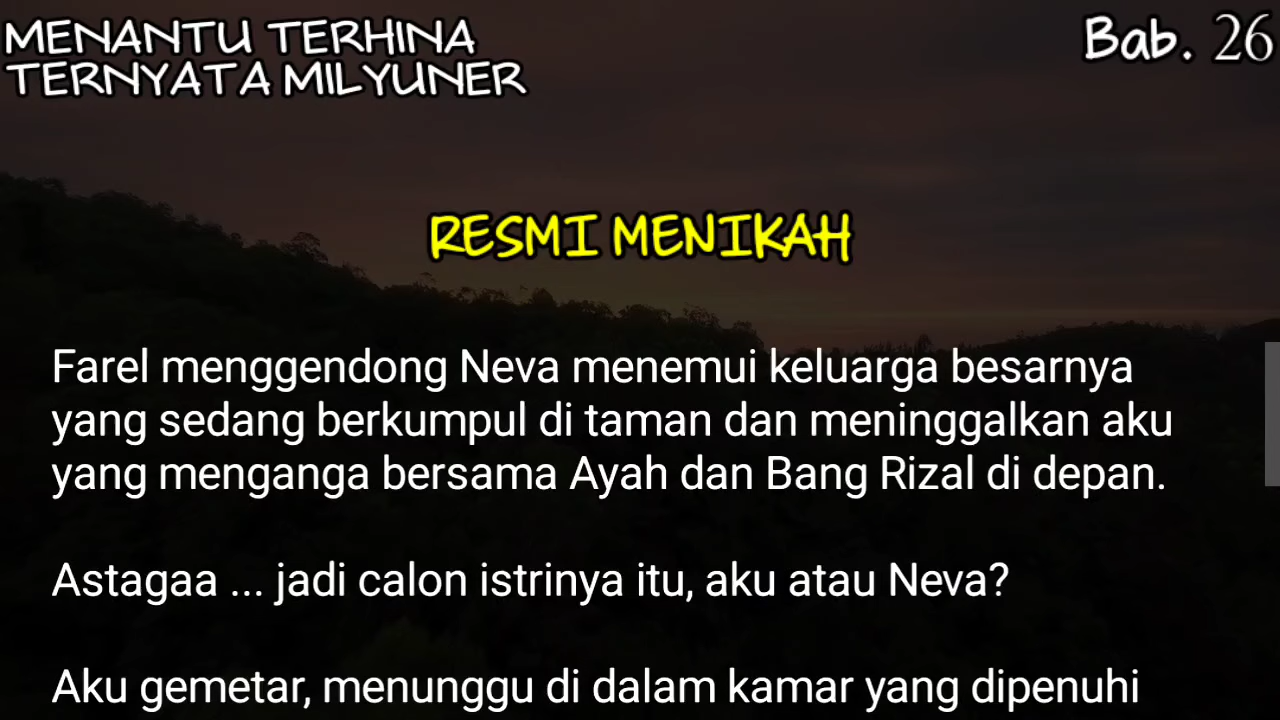 MENANTU TERHINA
TERNYATA MILYUNER
Bab. 26
RESMI MENIKAH
Farel menggendong Neva menemui keluarga besarnya
yang sedang berkumpul di taman dan meninggalkan aku
yang menganga bersama Ayah dan Bang Rizal di depan.
Astagaa ... jadi calon istrinya itu, aku atau Neva?
Aku gemetar, menunggu di dalam kamar yang dipenuhi